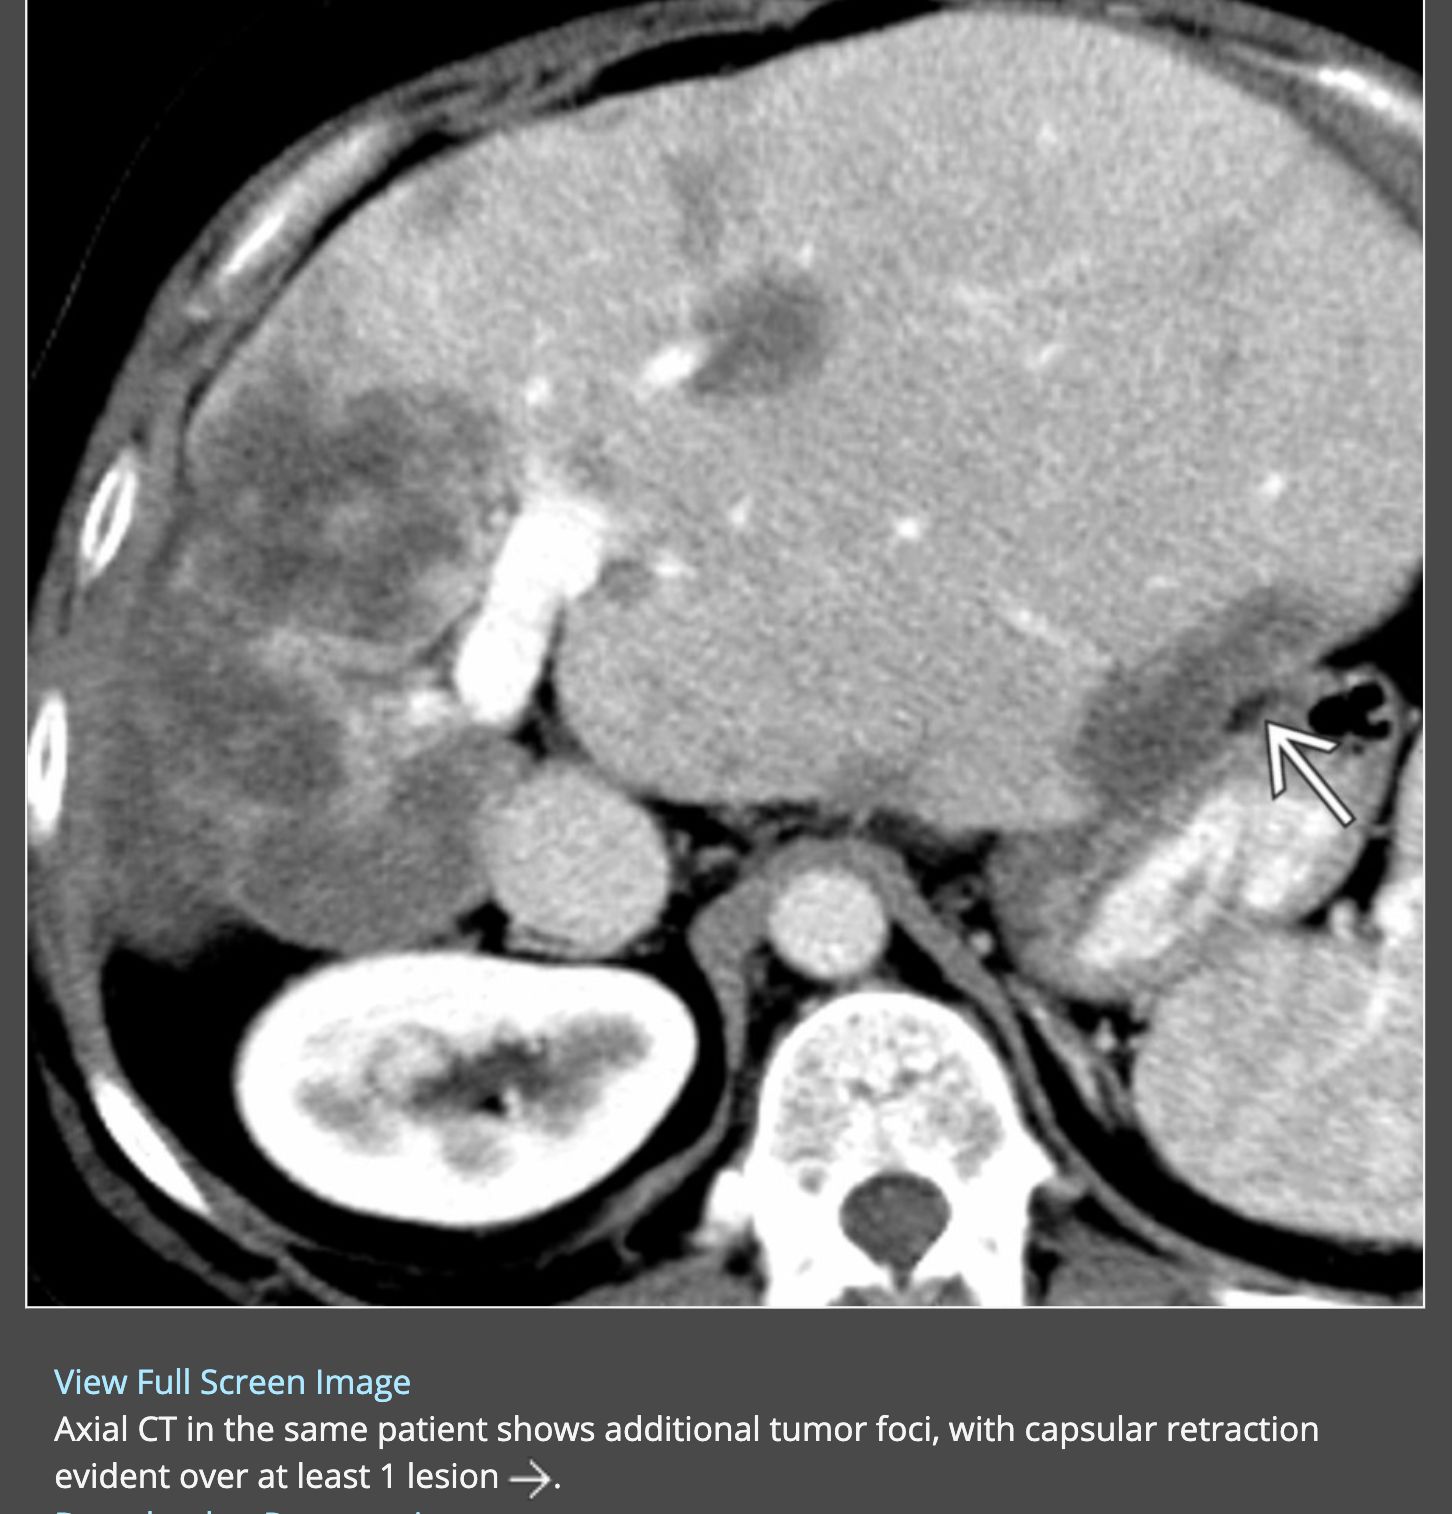 View Full Screen Image
Axial CT in the same patient shows additional tumor foci, with capsular retraction
evident over at least 1 lesion →.